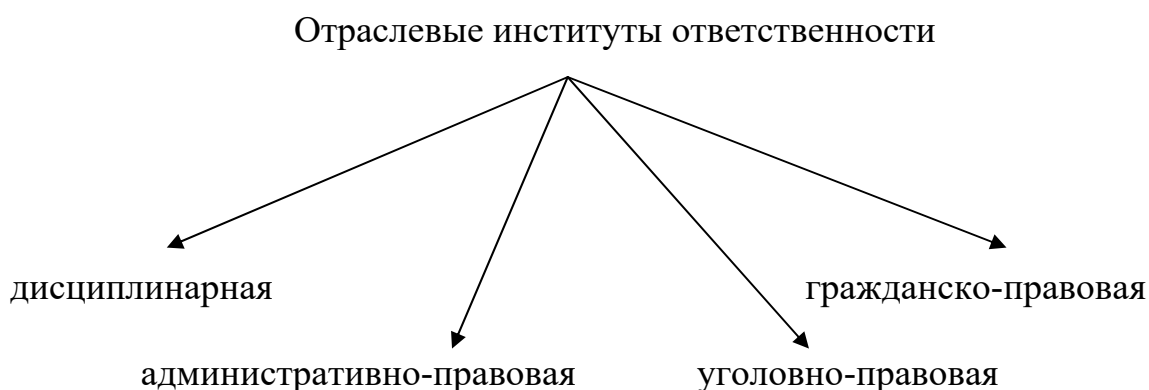 Отраслевые институты ответственности
дисциплинарная
гражданско-правовая
административно-правовая
уголовно-правовая